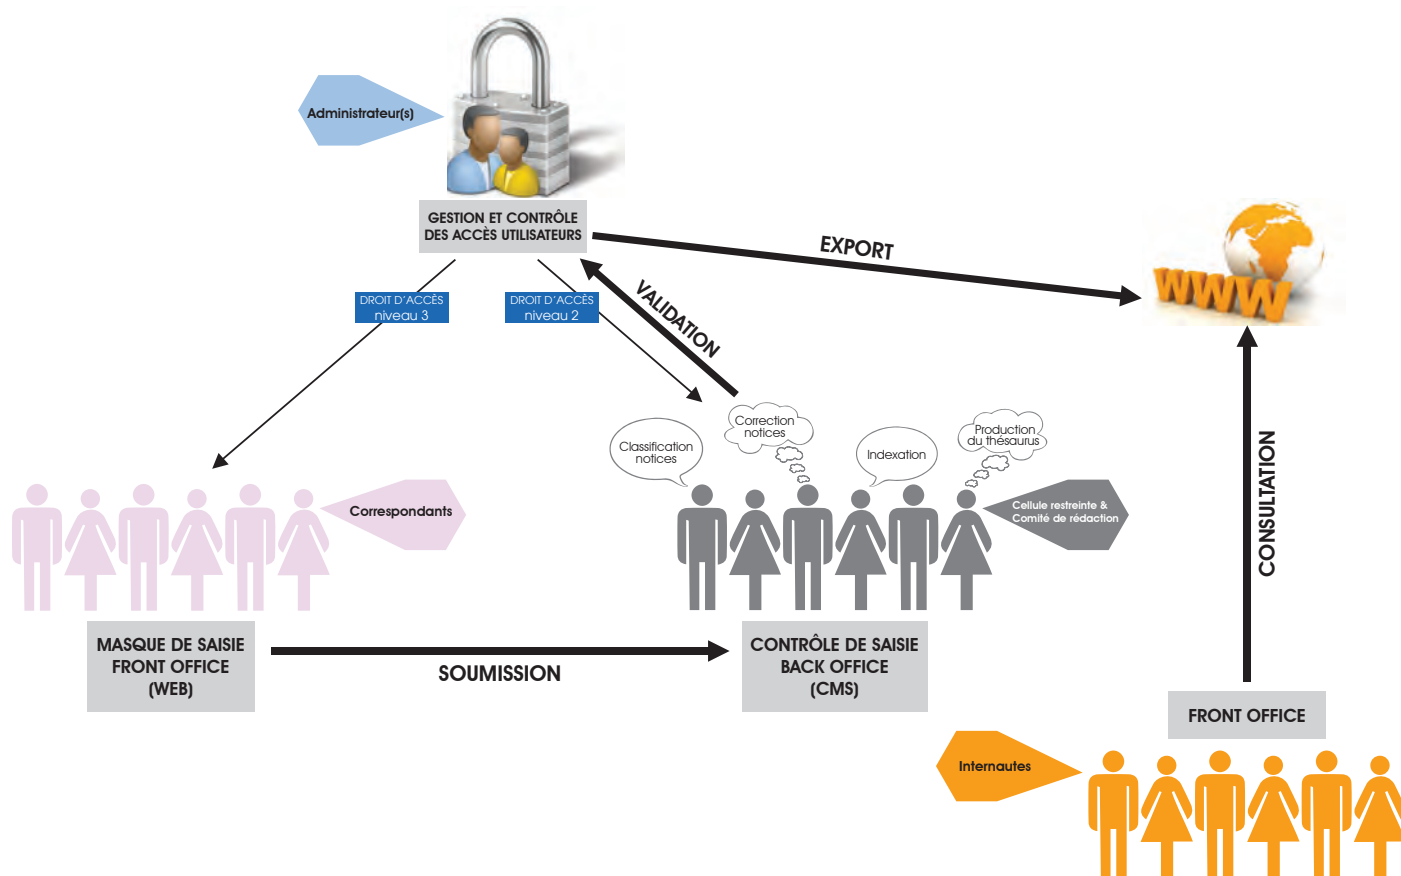 Administrateur(s)
GESTION ET CONTRÔLE
DES ACCÈS UTILISATEURS
EXPORT
WWW
DROIT D'ACCÈS
niveau 3
DROIT D'ACCÈS
niveau 2
VALIDATION
Classification
notices
Correction
notices
Indexation
Production
du thésaurus
Correspondants
Cellule restreinte &
Comité de rédaction
CONSULTATION
MASQUE DE SAISIE
FRONT OFFICE
(WEB)
SOUMISSION
CONTRÔLE DE SAISIE
BACK OFFICE
(CMS)
FRONT OFFICE
Internautes